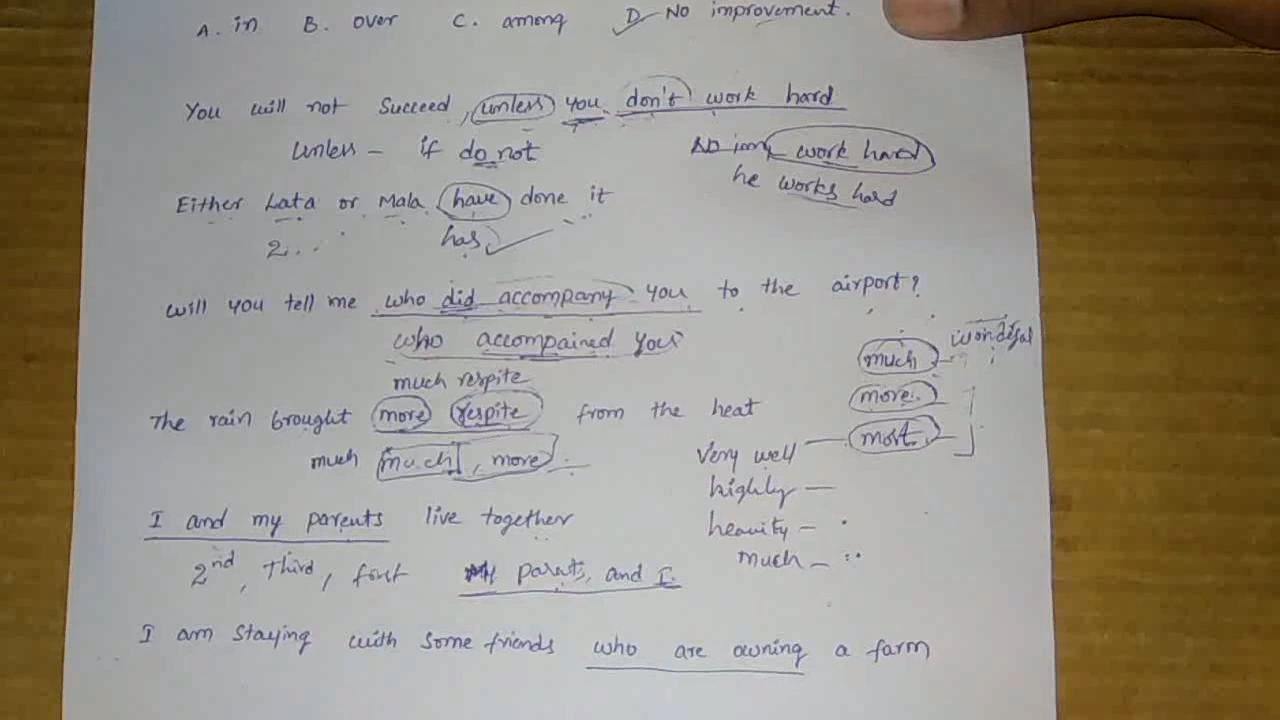 A. in B. over C. among D. No improvement.
You will not succeed, unless you don't work hard
unless - if do not
work hard
he works hard
Either Lata or Mala have done it
2...
has
will you tell me who did accompany you to the airport?
who accompained you
much
more
most
much respite
The rain brought more respite from the heat
much much, more
very well
highly -
I and my parents live together
heavity -
much -
2nd, Third, first
My parents, and I.
I am staying with some friends who are owning a farm